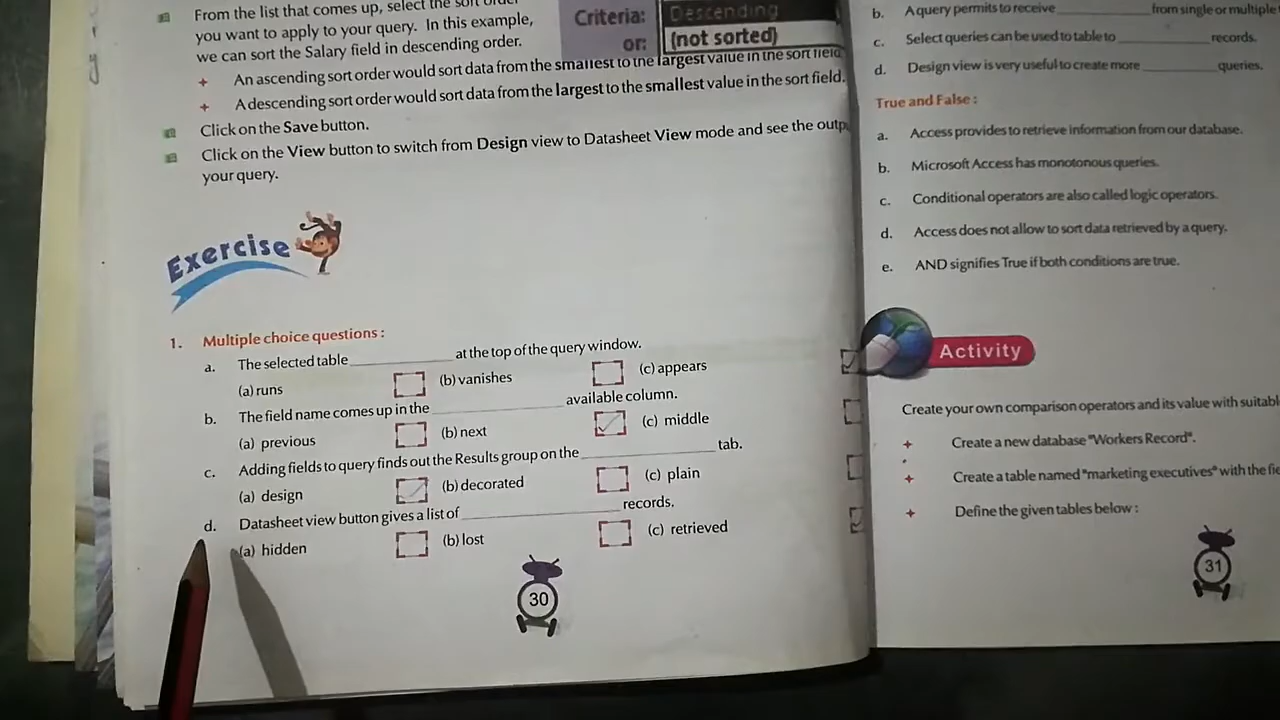 From the list that comes up, select the sort order
you want to apply to your query. In this example,
we can sort the Salary field in descending order.
Criteria:
or:
Descending
(not sorted)
+ An ascending sort order would sort data from the smallest to the largest value in the sort field
+ A descending sort order would sort data from the largest to the smallest value in the sort field.
Click on the Save button.
Click on the View button to switch from Design view to Datasheet View mode and see the
your query.
Exercise
1. Multiple choice questions :
a. The selected table __________ at the top of the query window.
(a) runs (b) vanishes (c) appears
b. The field name comes up in the __________ available column.
(a) previous (b) next (c) middle
c. Adding fields to query finds out the Results group on the __________ tab.
(a) design (b) decorated (c) plain
d. Datasheet view button gives a list of __________ records.
(a) hidden (b) lost (c) retrieved
30
b. A query permits to receive __________ from single or multiple
c. Select queries can be used to table to __________ records.
d. Design view is very useful to create more __________ queries.
True and False :
a. Access provides to retrieve information from our database.
b. Microsoft Access has monotonous queries.
c. Conditional operators are also called logic operators.
d. Access does not allow to sort data retrieved by a query.
e. AND signifies True if both conditions are true.
Activity
Create your own comparison operators and its value with
+ Create a new database "Workers Record".
+ Create a table named "marketing executives" with the
+ Define the given tables below :
31